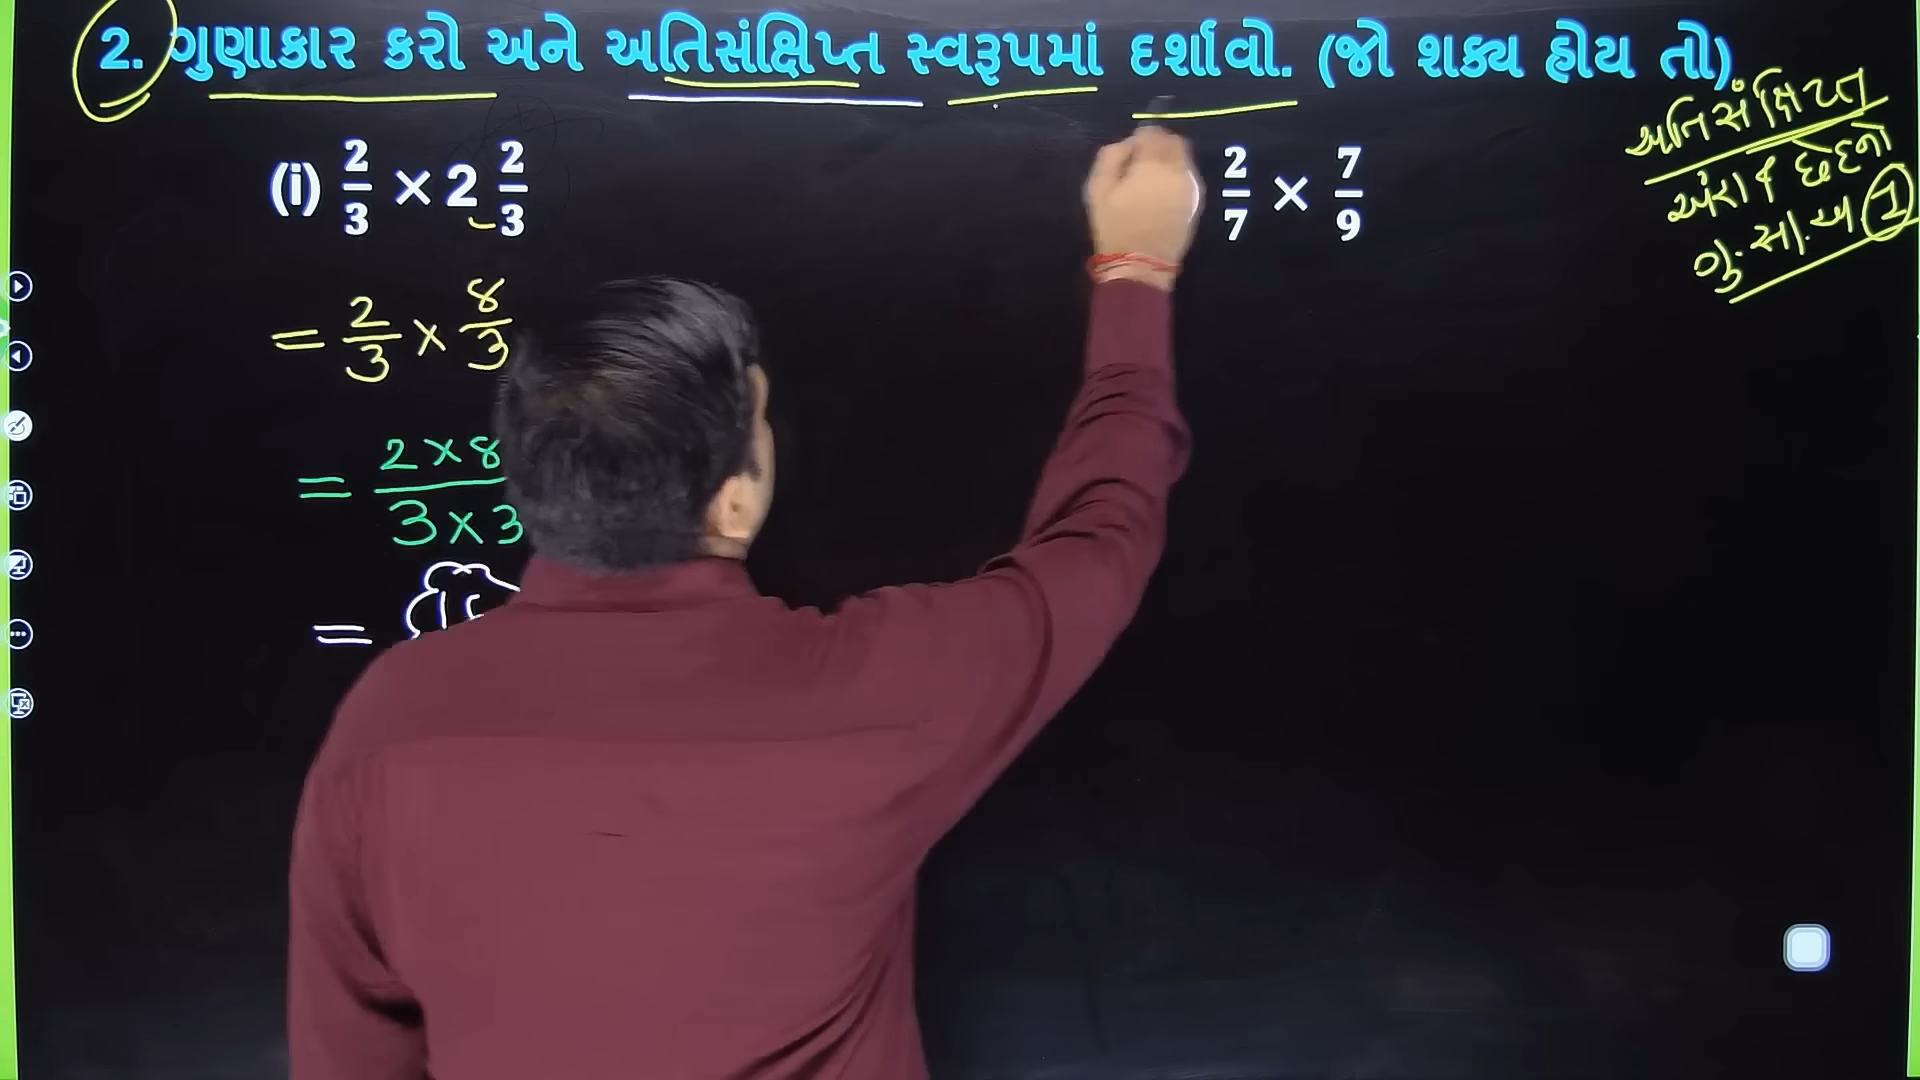 2. ગુણાકાર કરો અને અતિસંક્ષિપ્ત સ્વરૂપમાં દર્શાવો. (જો શક્ય હોય તો)
અતિસંક્ષિપ્ત
અંશ ને છેદનો
ગુ.સા.અ 1
(i) 2/3 × 2 2/3
= 2/3 × 8/3
= 2 × 8 / 3 × 3
=
2/7 × 7/9